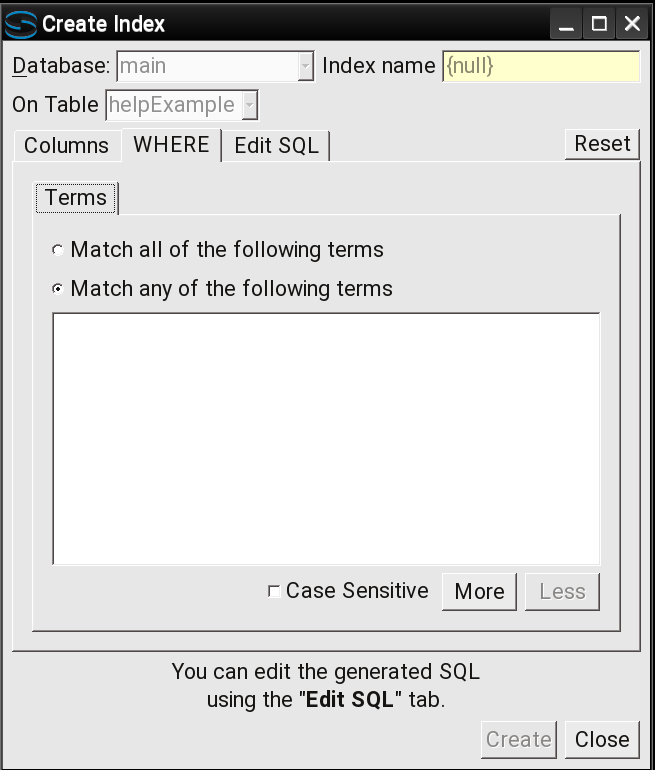 Create Index
Database: main Index name {null}
On Table helpExample
Columns WHERE Edit SQL Reset
Terms
Match all of the following terms
Match any of the following terms
Case Sensitive More Less
You can edit the generated SQL
using the "Edit SQL" tab.
Create Close